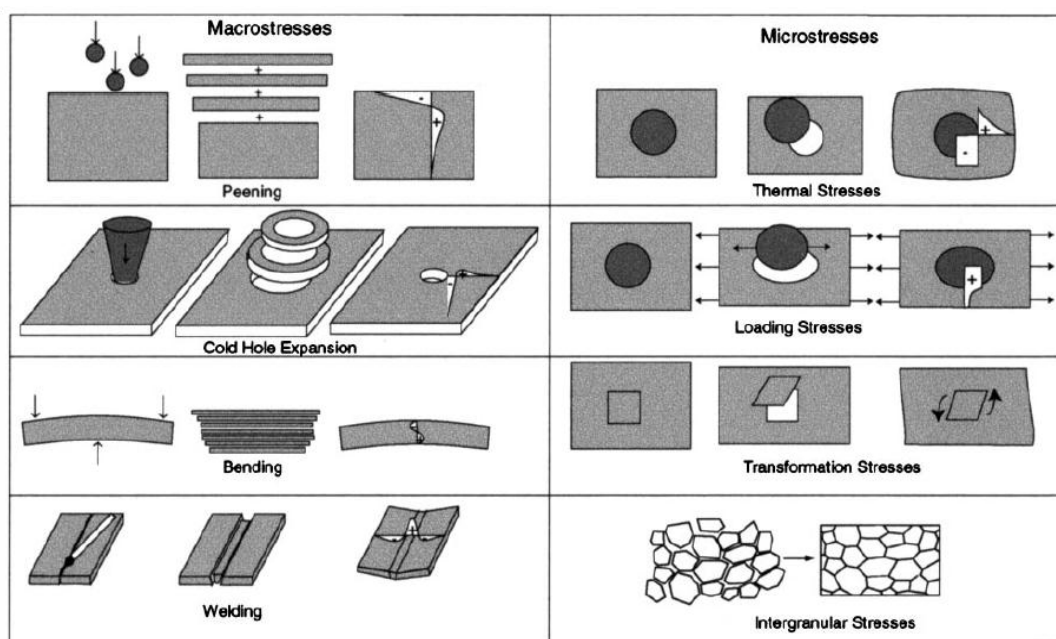 Macrostresses
Microstresses
+
+
+
+
-
+
Peening
+
-
Thermal Stresses
+
-
Cold Hole Expansion
+
Loading Stresses
Bending
Transformation Stresses
+
-
-
Welding
Intergranular Stresses